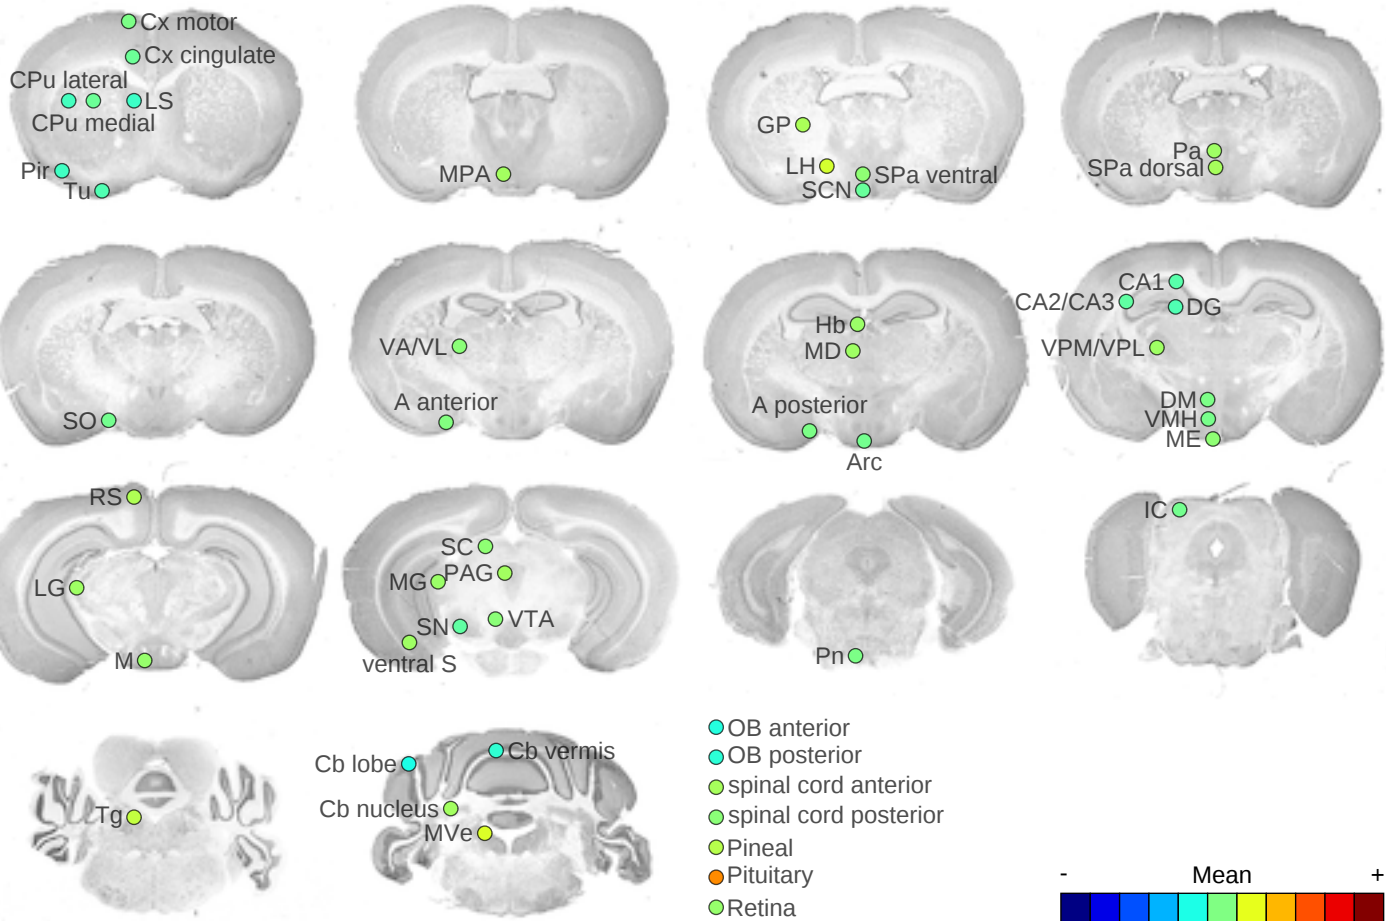 Cx motor
Cx cingulate
CPu lateral
LS
CPu medial
Pir
Tu
MPA
GP
LH
SPa ventral
SCN
Pa
SPa dorsal
SO
VA/VL
A anterior
Hb
MD
A posterior
Arc
CA1
CA2/CA3
DG
VPM/VPL
DM
VMH
ME
RS
LG
M
SC
PAG
MG
VTA
SN
ventral S
Pn
IC
Tg
Cb lobe
Cb vermis
Cb nucleus
MVe
OB anterior
OB posterior
spinal cord anterior
spinal cord posterior
Pineal
Pituitary
Retina
- Mean +